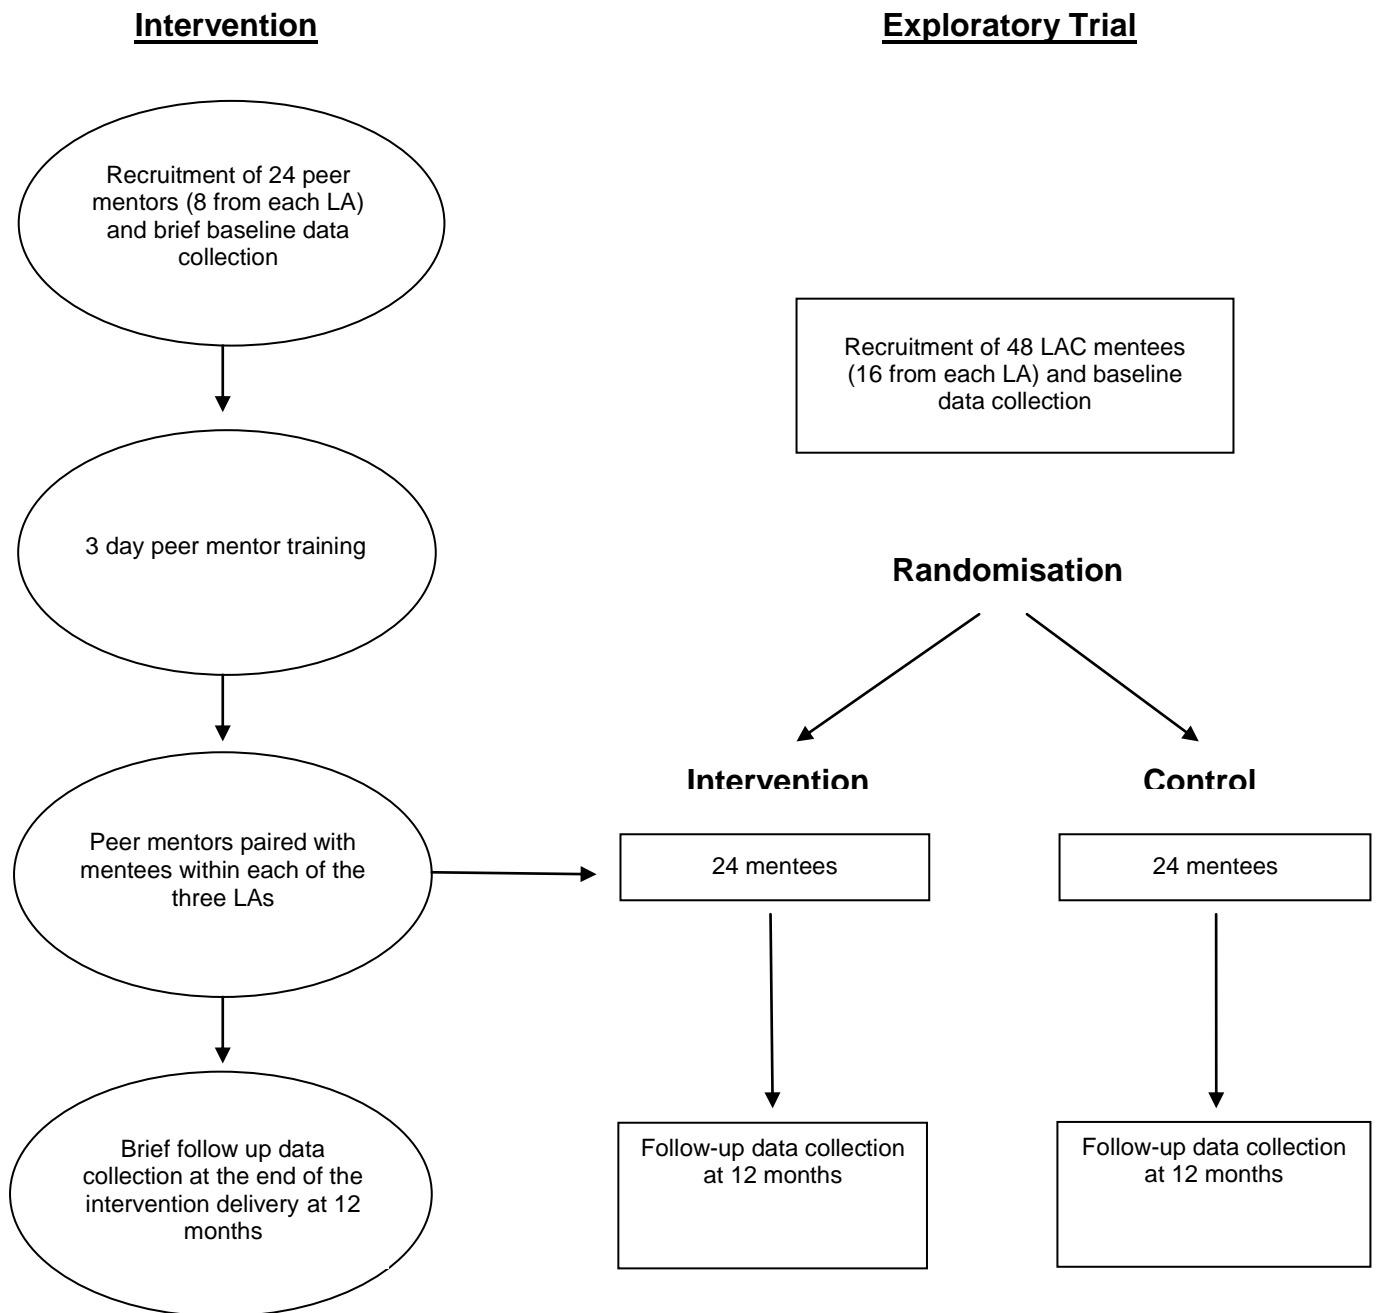 Intervention
Exploratory Trial
Recruitment of 24 peer
mentors (8 from each LA)
and brief baseline data
collection
Recruitment of 48 LAC mentees
(16 from each LA) and baseline
data collection
3 day peer mentor training
Randomisation
Intervention
Control
Peer mentors paired with
mentees within each of the
three LAs
24 mentees
24 mentees
Brief follow up data
collection at the end of the
intervention delivery at 12
months
Follow-up data collection
at 12 months
Follow-up data collection
at 12 months